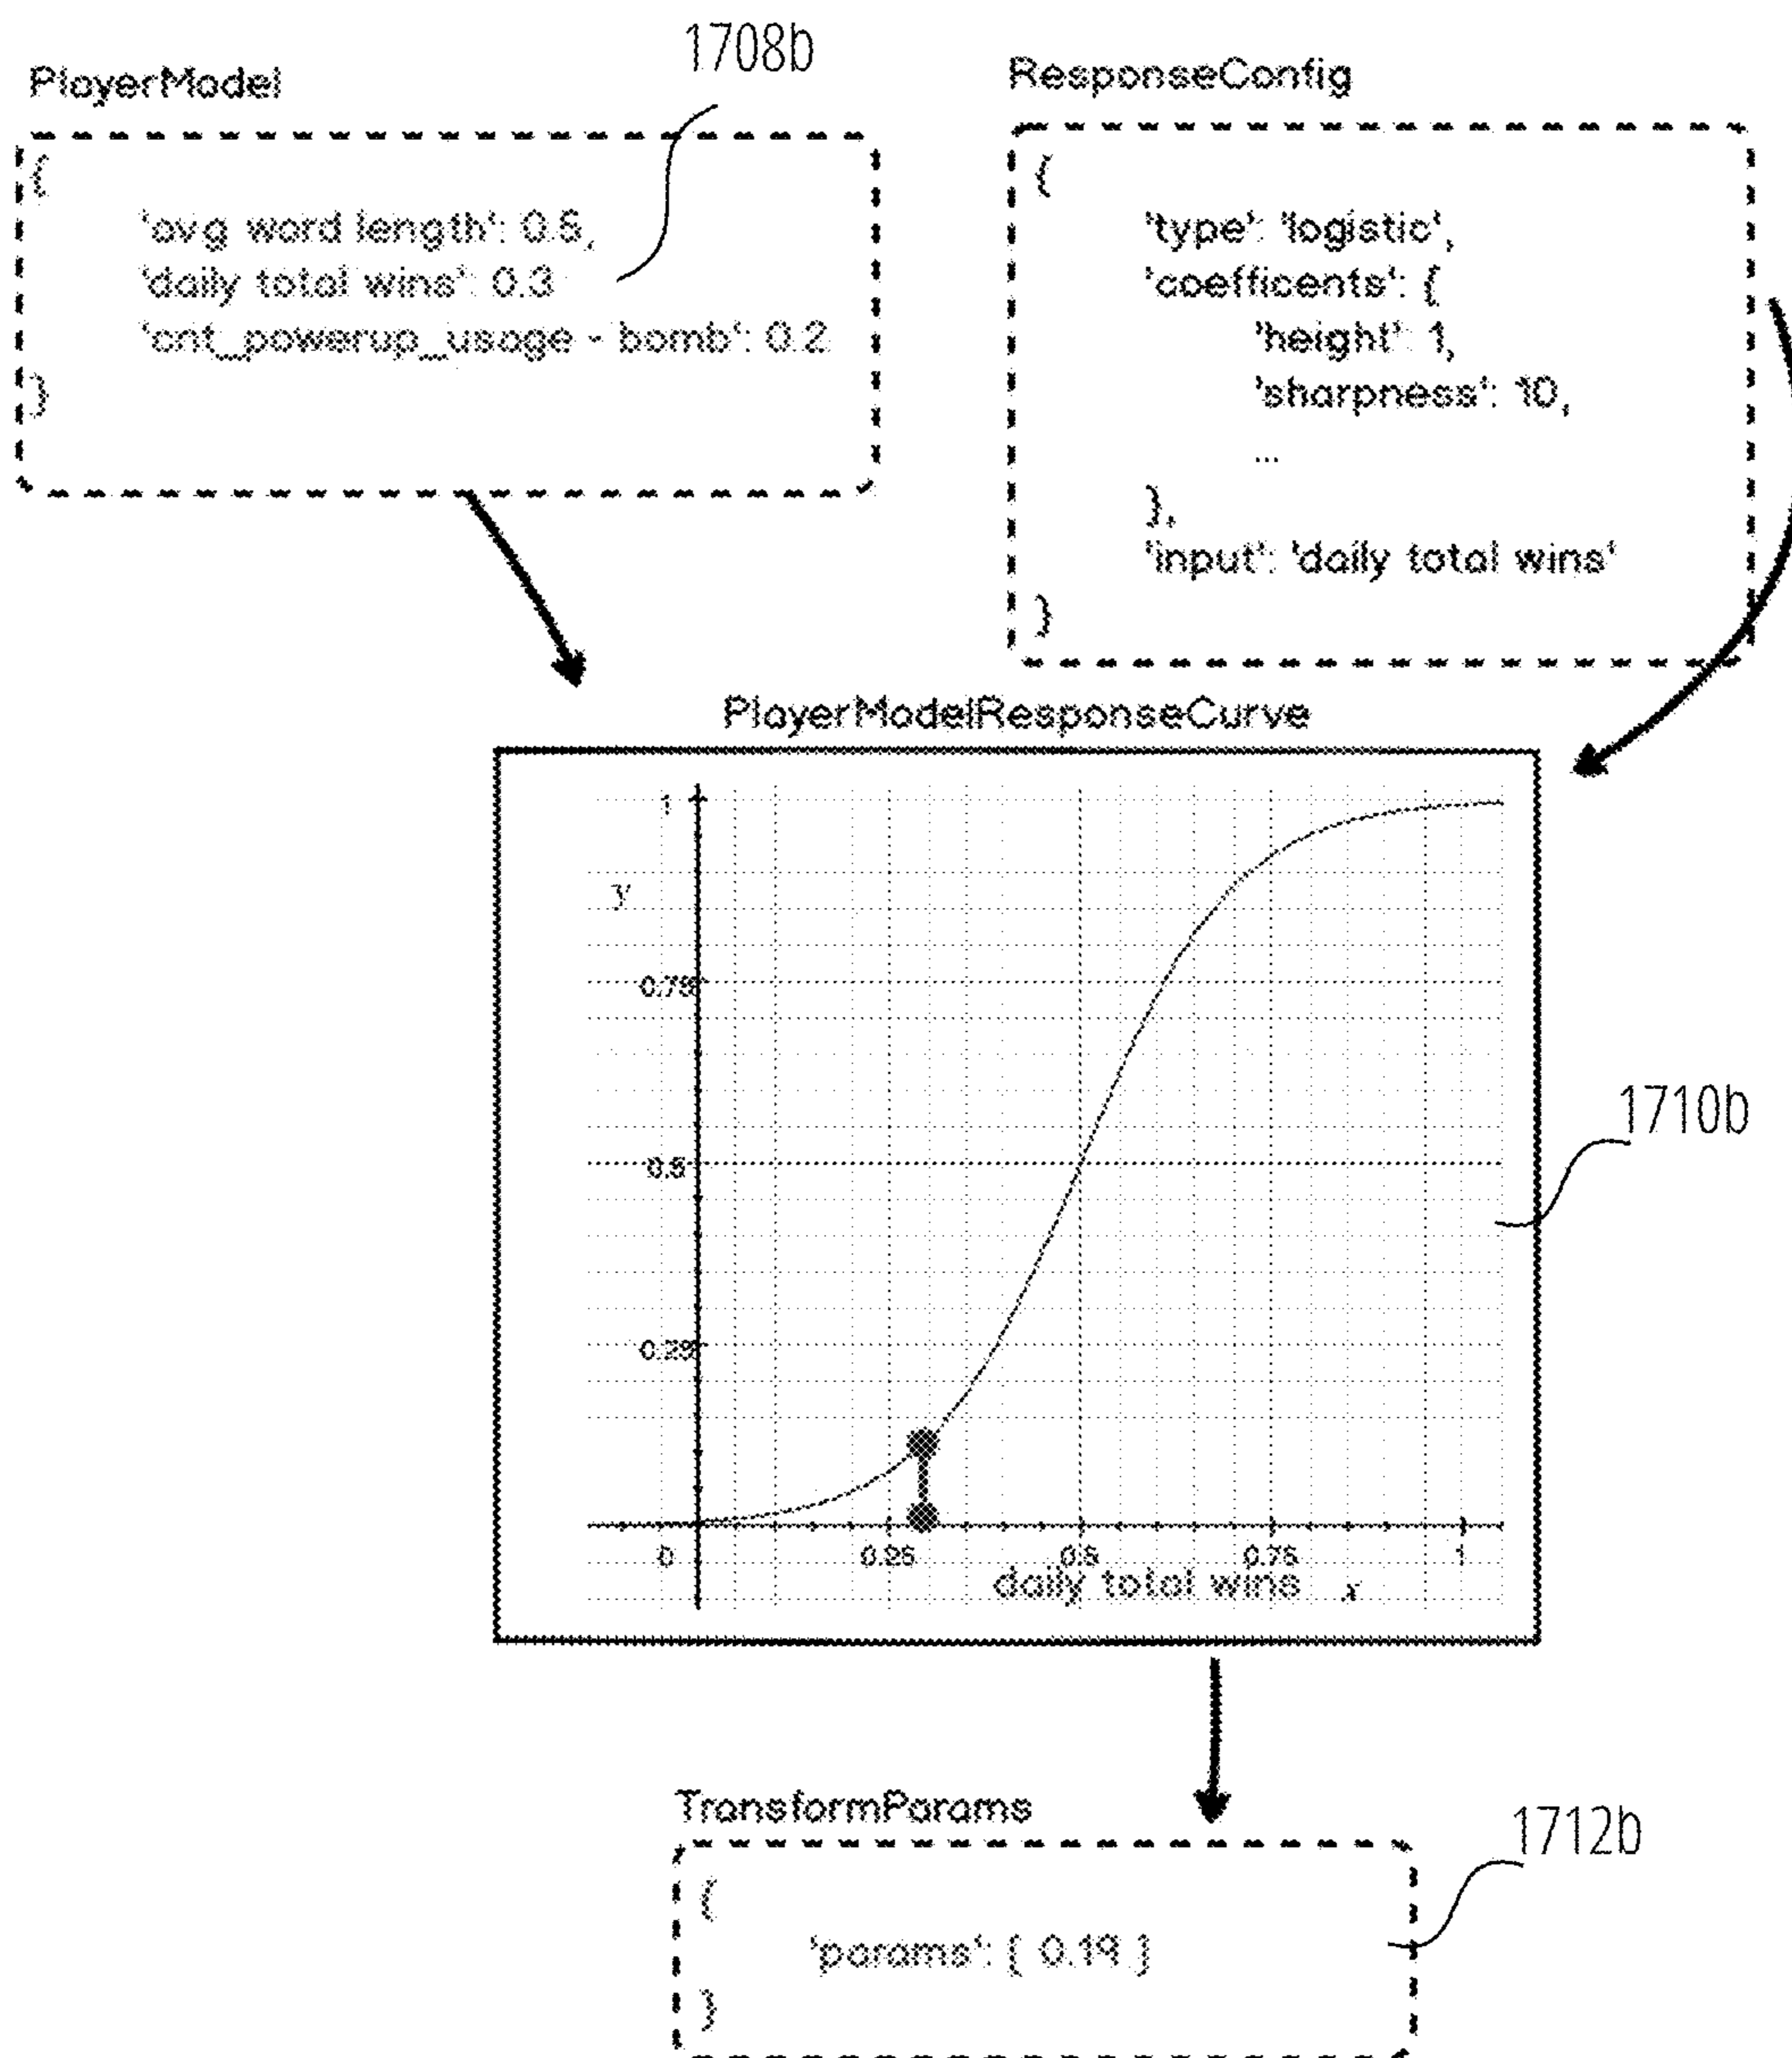 1708b
PlayerModel
{
'avg word length': 0.5,
'daily total wins': 0.3
'cnt_powerup_usage - bomb': 0.2
}
ResponseConfig
{
'type': 'logistic',
'coefficents': {
'height': 1,
'sharpness': 10,
...
},
'input': 'daily total wins'
}
PlayerModelResponseCurve
1
y
0.75
0.5
0.25
0 0.25 0.5 0.75 1
daily total wins x
1710b
TransformParams
1712b
{
'params': [ 0.19 ]
}